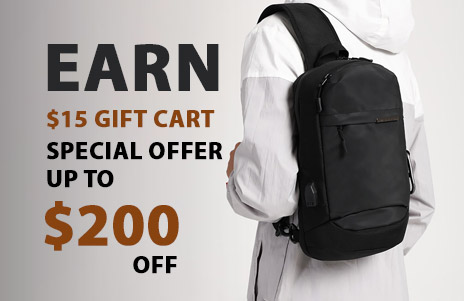 EARN
$15 GIFT CART
SPECIAL OFFER
UP TO
$200
OFF